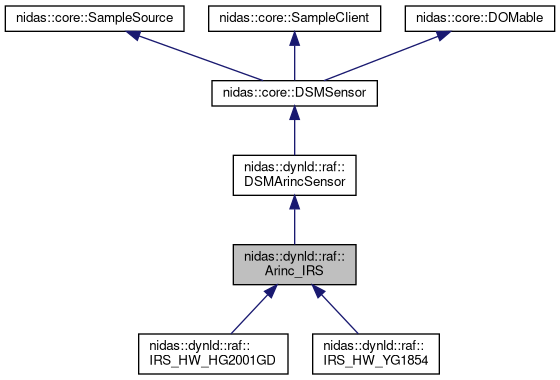 nidas::core::SampleSource
nidas::core::SampleClient
nidas::core::DOMable
nidas::core::DSMSensor
nidas::dynld::raf::
DSMArincSensor
nidas::dynld::raf::
Arinc_IRS
nidas::dynld::raf::
IRS_HW_HG2001GD
nidas::dynld::raf::
IRS_HW_YG1854